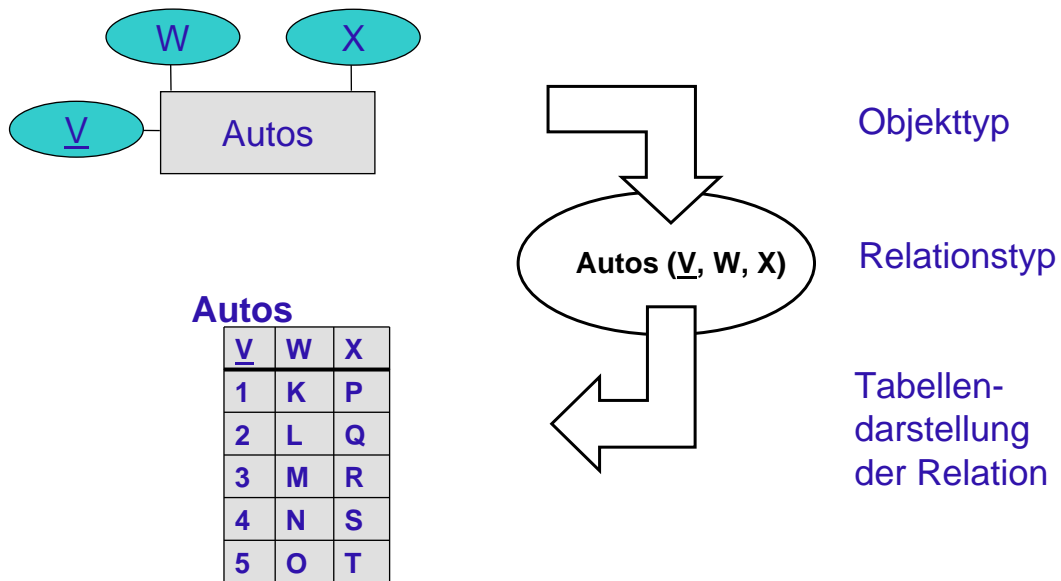 W X
V Autos
Objekttyp
Autos (V, W, X)
Relationstyp
Autos
V W X
1 K P
2 L Q
3 M R
4 N S
5 O T
Tabellen-
darstellung
der Relation